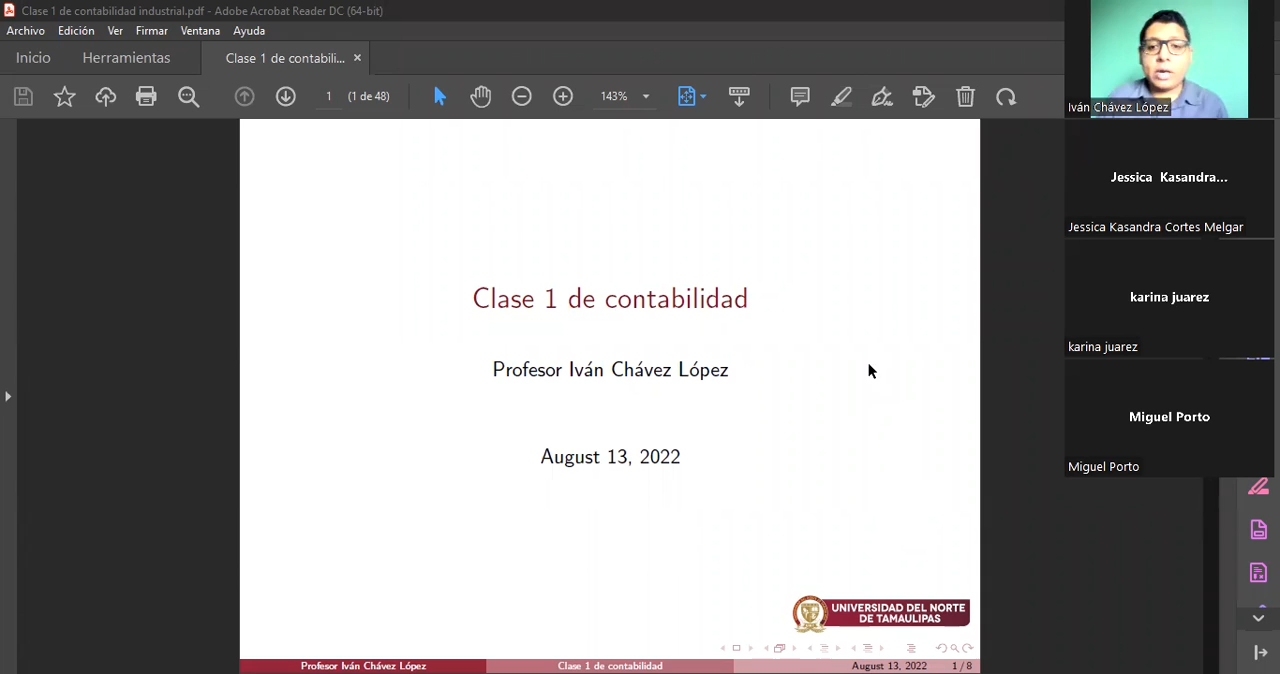 Clase 1 de contabilidad industrial.pdf - Adobe Acrobat Reader DC (64-bit)
Archivo Edición Ver Firmar Ventana Ayuda
Inicio Herramientas Clase 1 de contabili... ×
1 (1 de 48) 143%
Iván Chávez López
Jessica Kasandra...
Jessica Kasandra Cortes Melgar
karina juarez
karina juarez
Miguel Porto
Miguel Porto
Clase 1 de contabilidad
Profesor Iván Chávez López
August 13, 2022
UNIVERSIDAD DEL NORTE
DE TAMAULIPAS
Profesor Iván Chávez López Clase 1 de contabilidad August 13, 2022 1 / 8